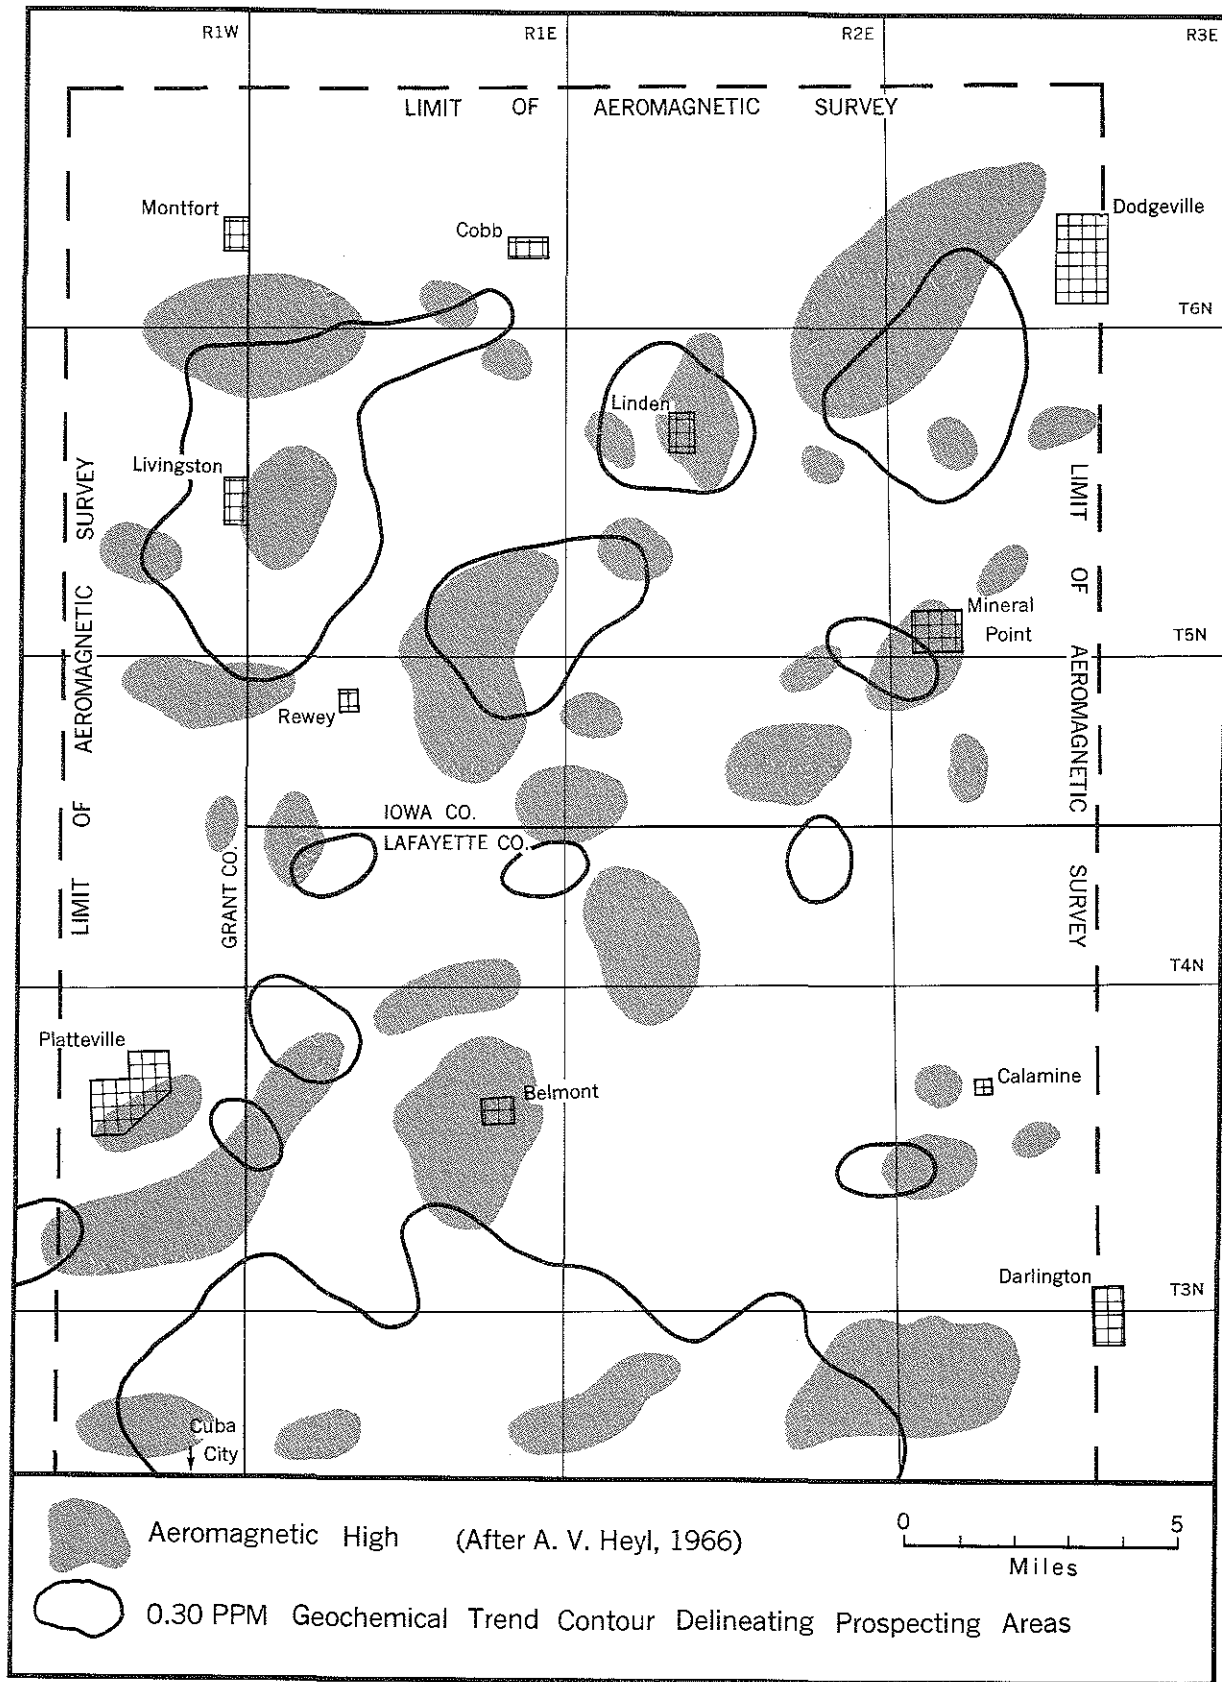 R1W R1E R2E R3E
LIMIT OF AEROMAGNETIC SURVEY
Montfort
Cobb
Dodgeville
T6N
Linden
Livingston
LIMIT OF AEROMAGNETIC SURVEY
LIMIT OF AEROMAGNETIC SURVEY
Mineral
Point
T5N
Rewey
IOWA CO.
LAFAYETTE CO.
GRANT CO.
T4N
Platteville
Calamine
Belmont
Darlington
T3N
Cuba
City
Aeromagnetic High (After A. V. Heyl, 1966)
0 5
Miles
0.30 PPM Geochemical Trend Contour Delineating Prospecting Areas